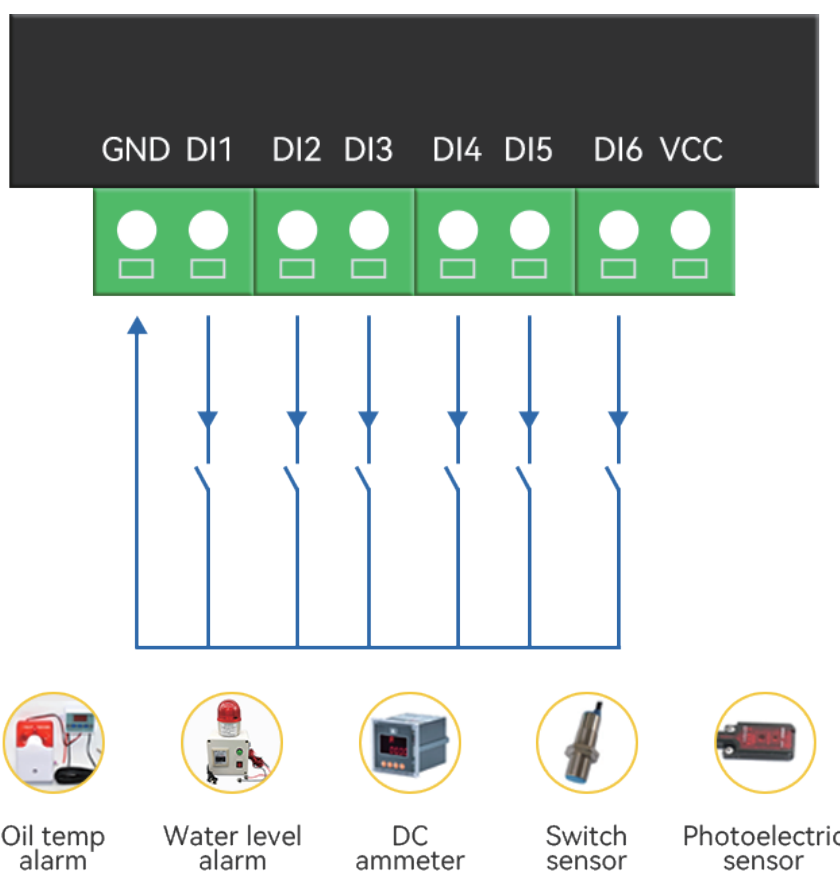 GND DI1 DI2 DI3 DI4 DI5 DI6 VCC
Oil temp
alarm
Water level
alarm
DC
ammeter
Switch
sensor
Photoelectric
sensor